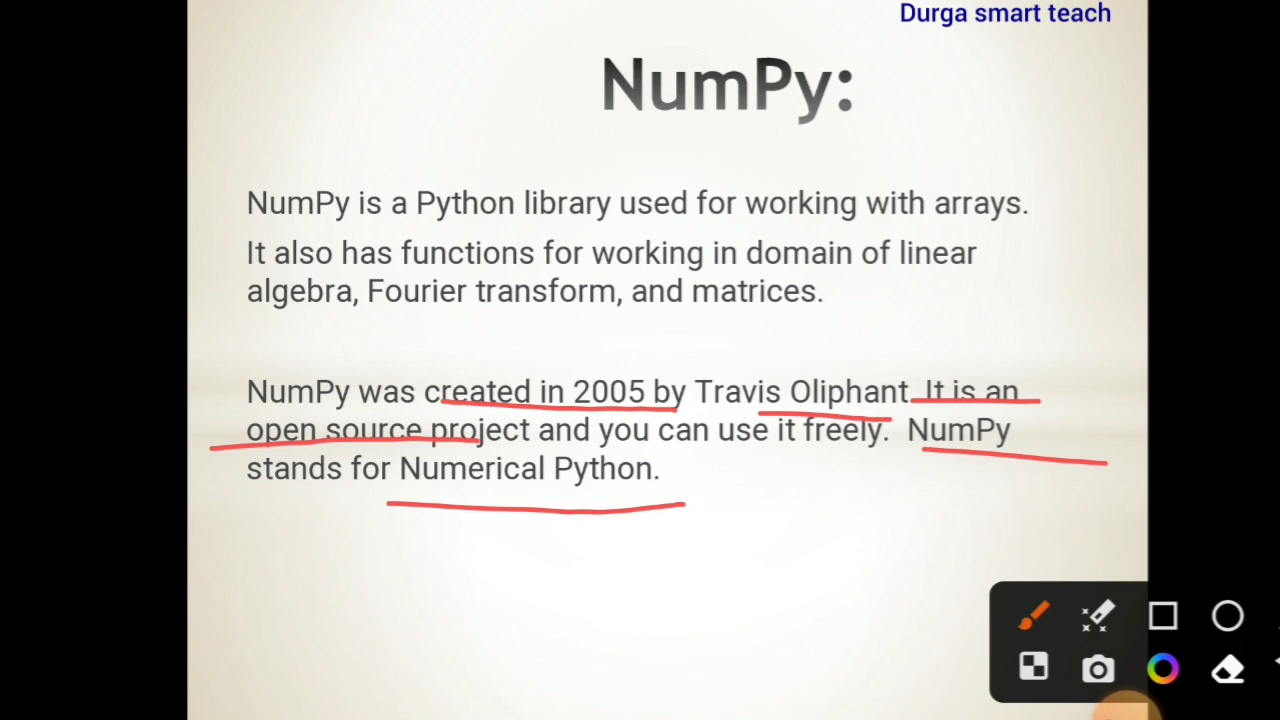 Durga smart teach
NumPy:
NumPy is a Python library used for working with arrays.
It also has functions for working in domain of linear
algebra, Fourier transform, and matrices.
NumPy was created in 2005 by Travis Oliphant. It is an
open source project and you can use it freely.  NumPy
stands for Numerical Python.